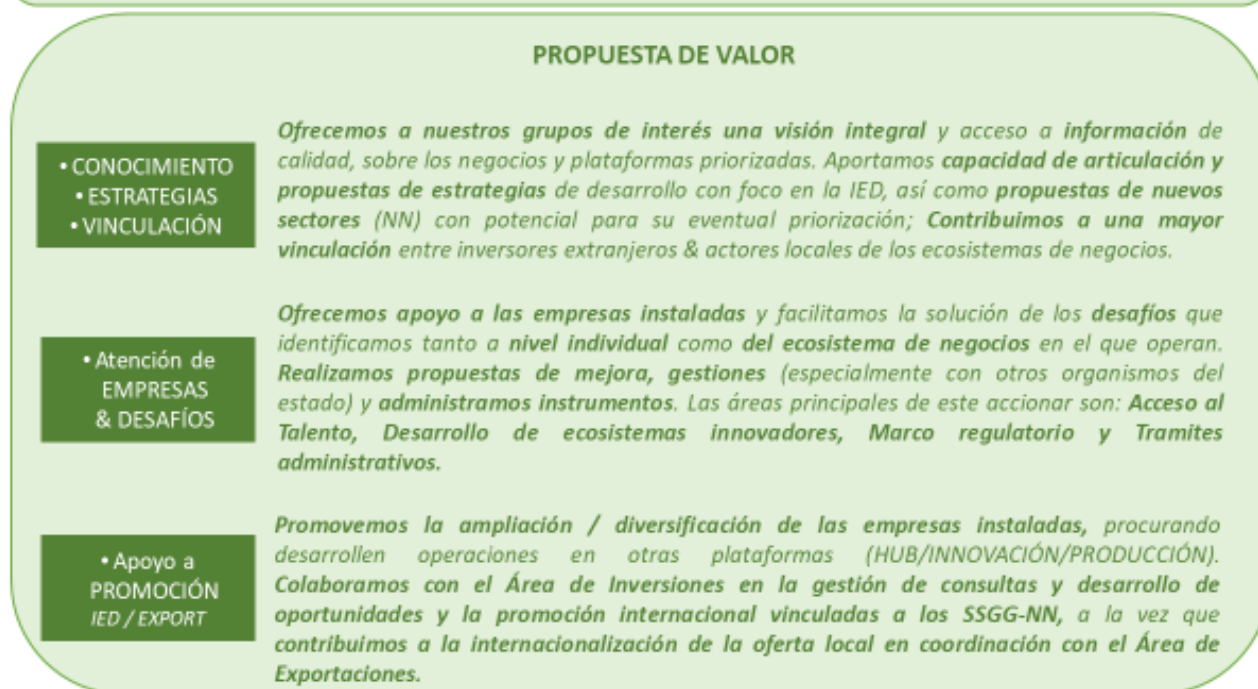 PROPUESTA DE VALOR
• CONOCIMIENTO
• ESTRATEGIAS
• VINCULACIÓN
Ofrecemos a nuestros grupos de interés una visión integral y acceso a información de
calidad, sobre los negocios y plataformas priorizadas. Aportamos capacidad de articulación y
propuestas de estrategias de desarrollo con foco en la IED, así como propuestas de nuevos
sectores (NN) con potencial para su eventual priorización; Contribuimos a una mayor
vinculación entre inversores extranjeros & actores locales de los ecosistemas de negocios.
• Atención de
EMPRESAS
& DESAFÍOS
Ofrecemos apoyo a las empresas instaladas y facilitamos la solución de los desafíos que
identificamos tanto a nivel individual como del ecosistema de negocios en el que operan.
Realizamos propuestas de mejora, gestiones (especialmente con otros organismos del
estado) y administramos instrumentos. Las áreas principales de este accionar son: Acceso al
Talento, Desarrollo de ecosistemas innovadores, Marco regulatorio y Tramites
administrativos.
• Apoyo a
PROMOCIÓN
IED / EXPORT
Promovemos la ampliación / diversificación de las empresas instaladas, procurando
desarrollen operaciones en otras plataformas (HUB/INNOVACIÓN/PRODUCCIÓN).
Colaboramos con el Área de Inversiones en la gestión de consultas y desarrollo de
oportunidades y la promoción internacional vinculadas a los SSGG-NN, a la vez que
contribuimos a la internacionalización de la oferta local en coordinación con el Área de
Exportaciones.